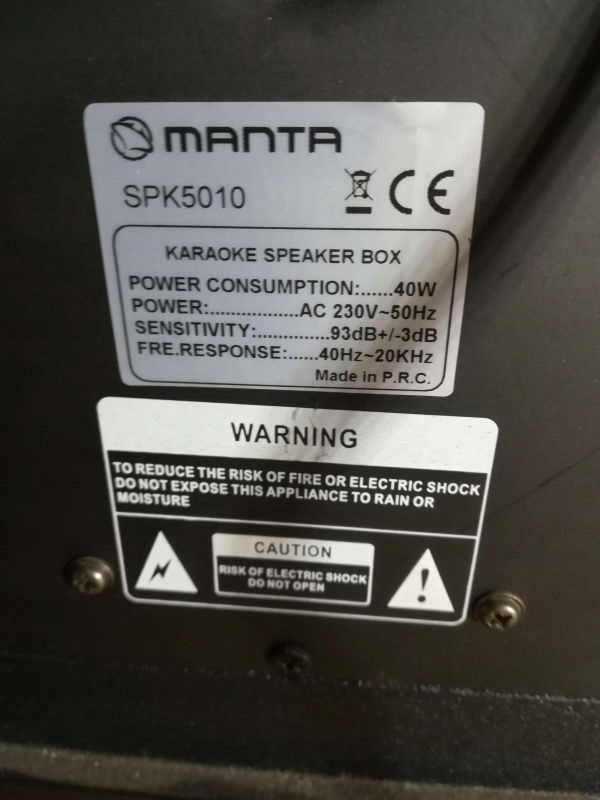 MANTA
SPK5010
CE
KARAOKE SPEAKER BOX
POWER CONSUMPTION:......40W
POWER:.................AC 230V~50Hz
SENSITIVITY:..............93dB+/-3dB
FRE.RESPONSE:......40Hz~20KHz
Made in P.R.C.
WARNING
TO REDUCE THE RISK OF FIRE OR ELECTRIC SHOCK
DO NOT EXPOSE THIS APPLIANCE TO RAIN OR
MOISTURE
CAUTION
RISK OF ELECTRIC SHOCK
DO NOT OPEN